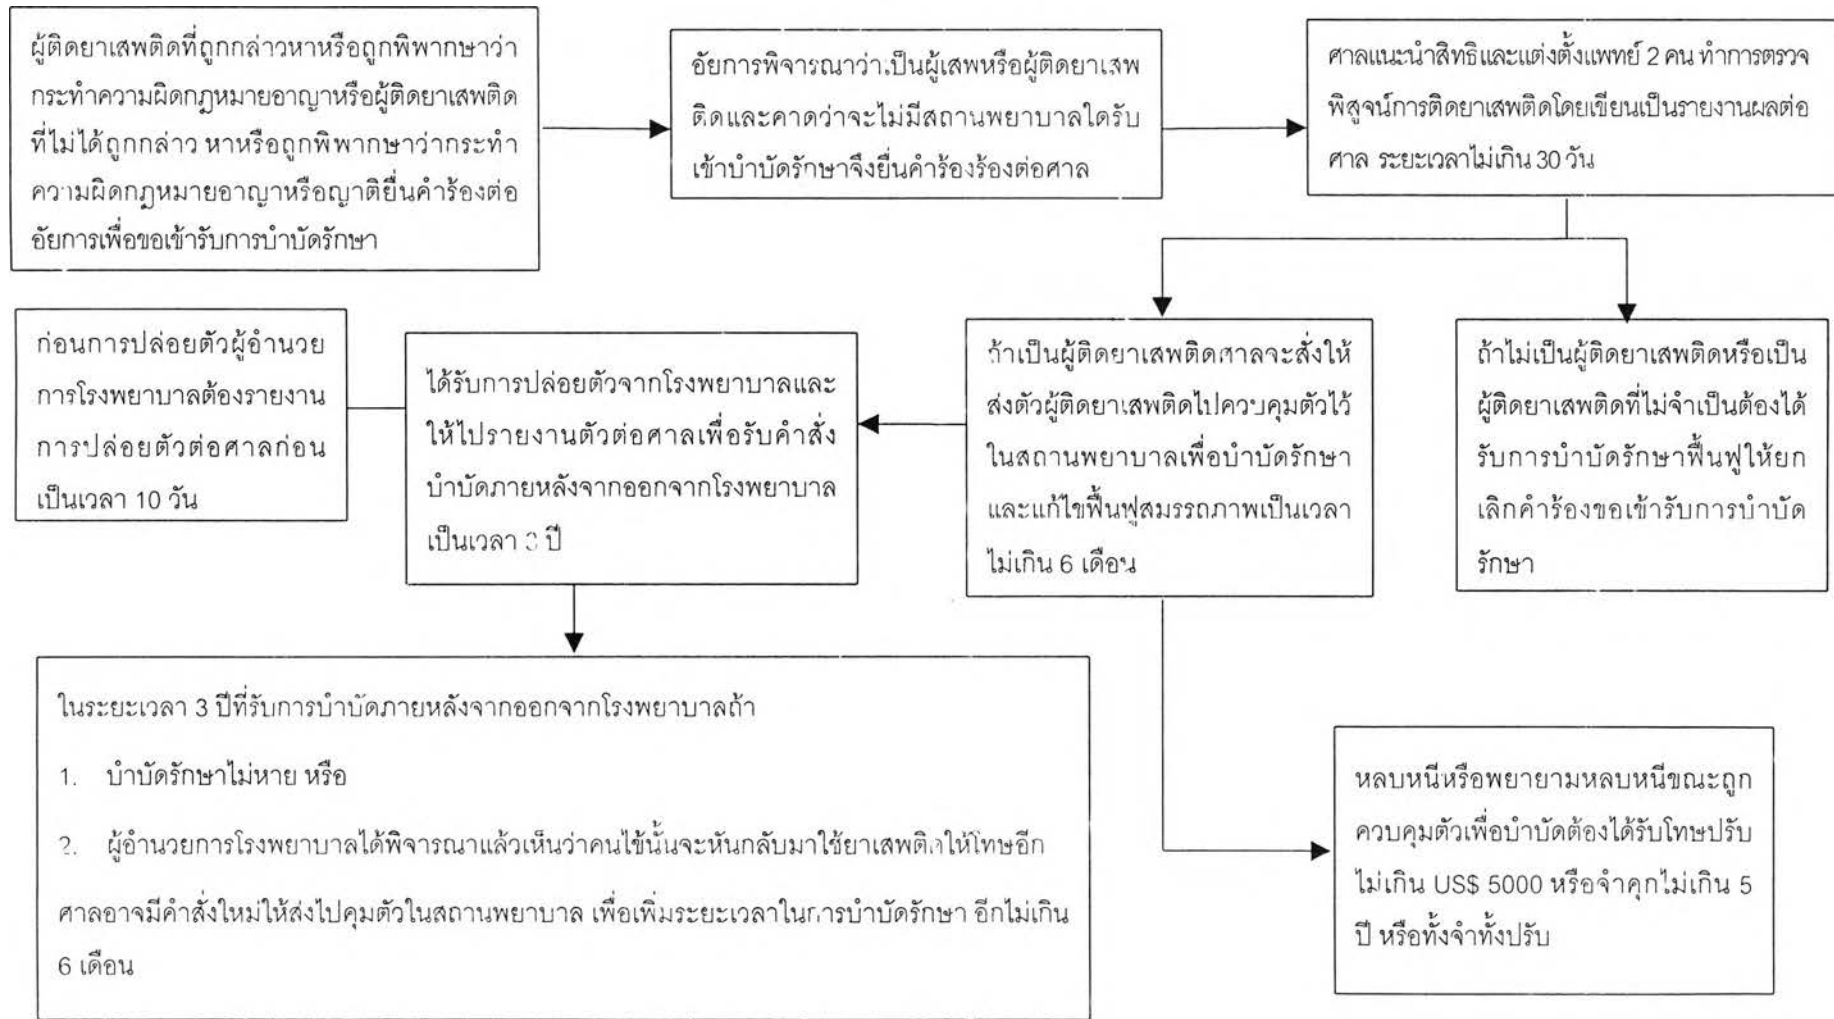 ผู้ติดยาเสพติดที่ถูกกล่าวหาหรือถูกพิพากษาว่า
กระทำความผิดกฎหมายอาญาหรือผู้ติดยาเสพติด
ที่ไม่ได้ถูกกล่าว หาหรือถูกพิพากษาว่ากระทำ
ความผิดกฎหมายอาญาหรือญาติยื่นคำร้องต่อ
อัยการเพื่อขอเข้ารับการบำบัดรักษา
อัยการพิจารณาว่าเป็นผู้เสพหรือผู้ติดยาเสพ
ติดและคาดว่าจะไม่มีสถานพยาบาลใดรับ
เข้าบำบัดรักษาจึงยื่นคำร้องร้องต่อศาล
ศาลแนะนำสิทธิและแต่งตั้งแพทย์ 2 คน ทำการตรวจ
พิสูจน์การติดยาเสพติดโดยเขียนเป็นรายงานผลต่อ
ศาล ระยะเวลาไม่เกิน 30 วัน
ก่อนการปล่อยตัวผู้อำนวย
การโรงพยาบาลต้องรายงาน
การปล่อยตัวต่อศาลก่อน
เป็นเวลา 10 วัน
ได้รับการปล่อยตัวจากโรงพยาบาลและ
ให้ไปรายงานตัวต่อศาลเพื่อรับคำสั่ง
บำบัดภายหลังจากออกจากโรงพยาบาล
เป็นเวลา 3 ปี
ถ้าเป็นผู้ติดยาเสพติดศาลจะสั่งให้
ส่งตัวผู้ติดยาเสพติดไปควบคุมตัวไว้
ในสถานพยาบาลเพื่อบำบัดรักษา
และแก้ไขฟื้นฟูสมรรถภาพเป็นเวลา
ไม่เกิน 6 เดือน
ถ้าไม่เป็นผู้ติดยาเสพติดหรือเป็น
ผู้ติดยาเสพติดที่ไม่จำเป็นต้องได้
รับการบำบัดรักษาฟื้นฟูให้ยก
เลิกคำร้องขอเข้ารับการบำบัด
รักษา
ในระยะเวลา 3 ปีที่รับการบำบัดภายหลังจากออกจากโรงพยาบาลถ้า
1. บำบัดรักษาไม่หาย หรือ
2. ผู้อำนวยการโรงพยาบาลได้พิจารณาแล้วเห็นว่าคนไข้นั้นจะหันกลับมาใช้ยาเสพติดให้โทษอีก
ศาลอาจมีคำสั่งใหม่ให้ส่งไปคุมตัวในสถานพยาบาล เพื่อเพิ่มระยะเวลาในการบำบัดรักษา อีกไม่เกิน
6 เดือน
หลบหนีหรือพยายามหลบหนีขณะถูก
ควบคุมตัวเพื่อบำบัดต้องได้รับโทษปรับ
ไม่เกิน US$ 5000 หรือจำคุกไม่เกิน 5
ปี หรือทั้งจำทั้งปรับ